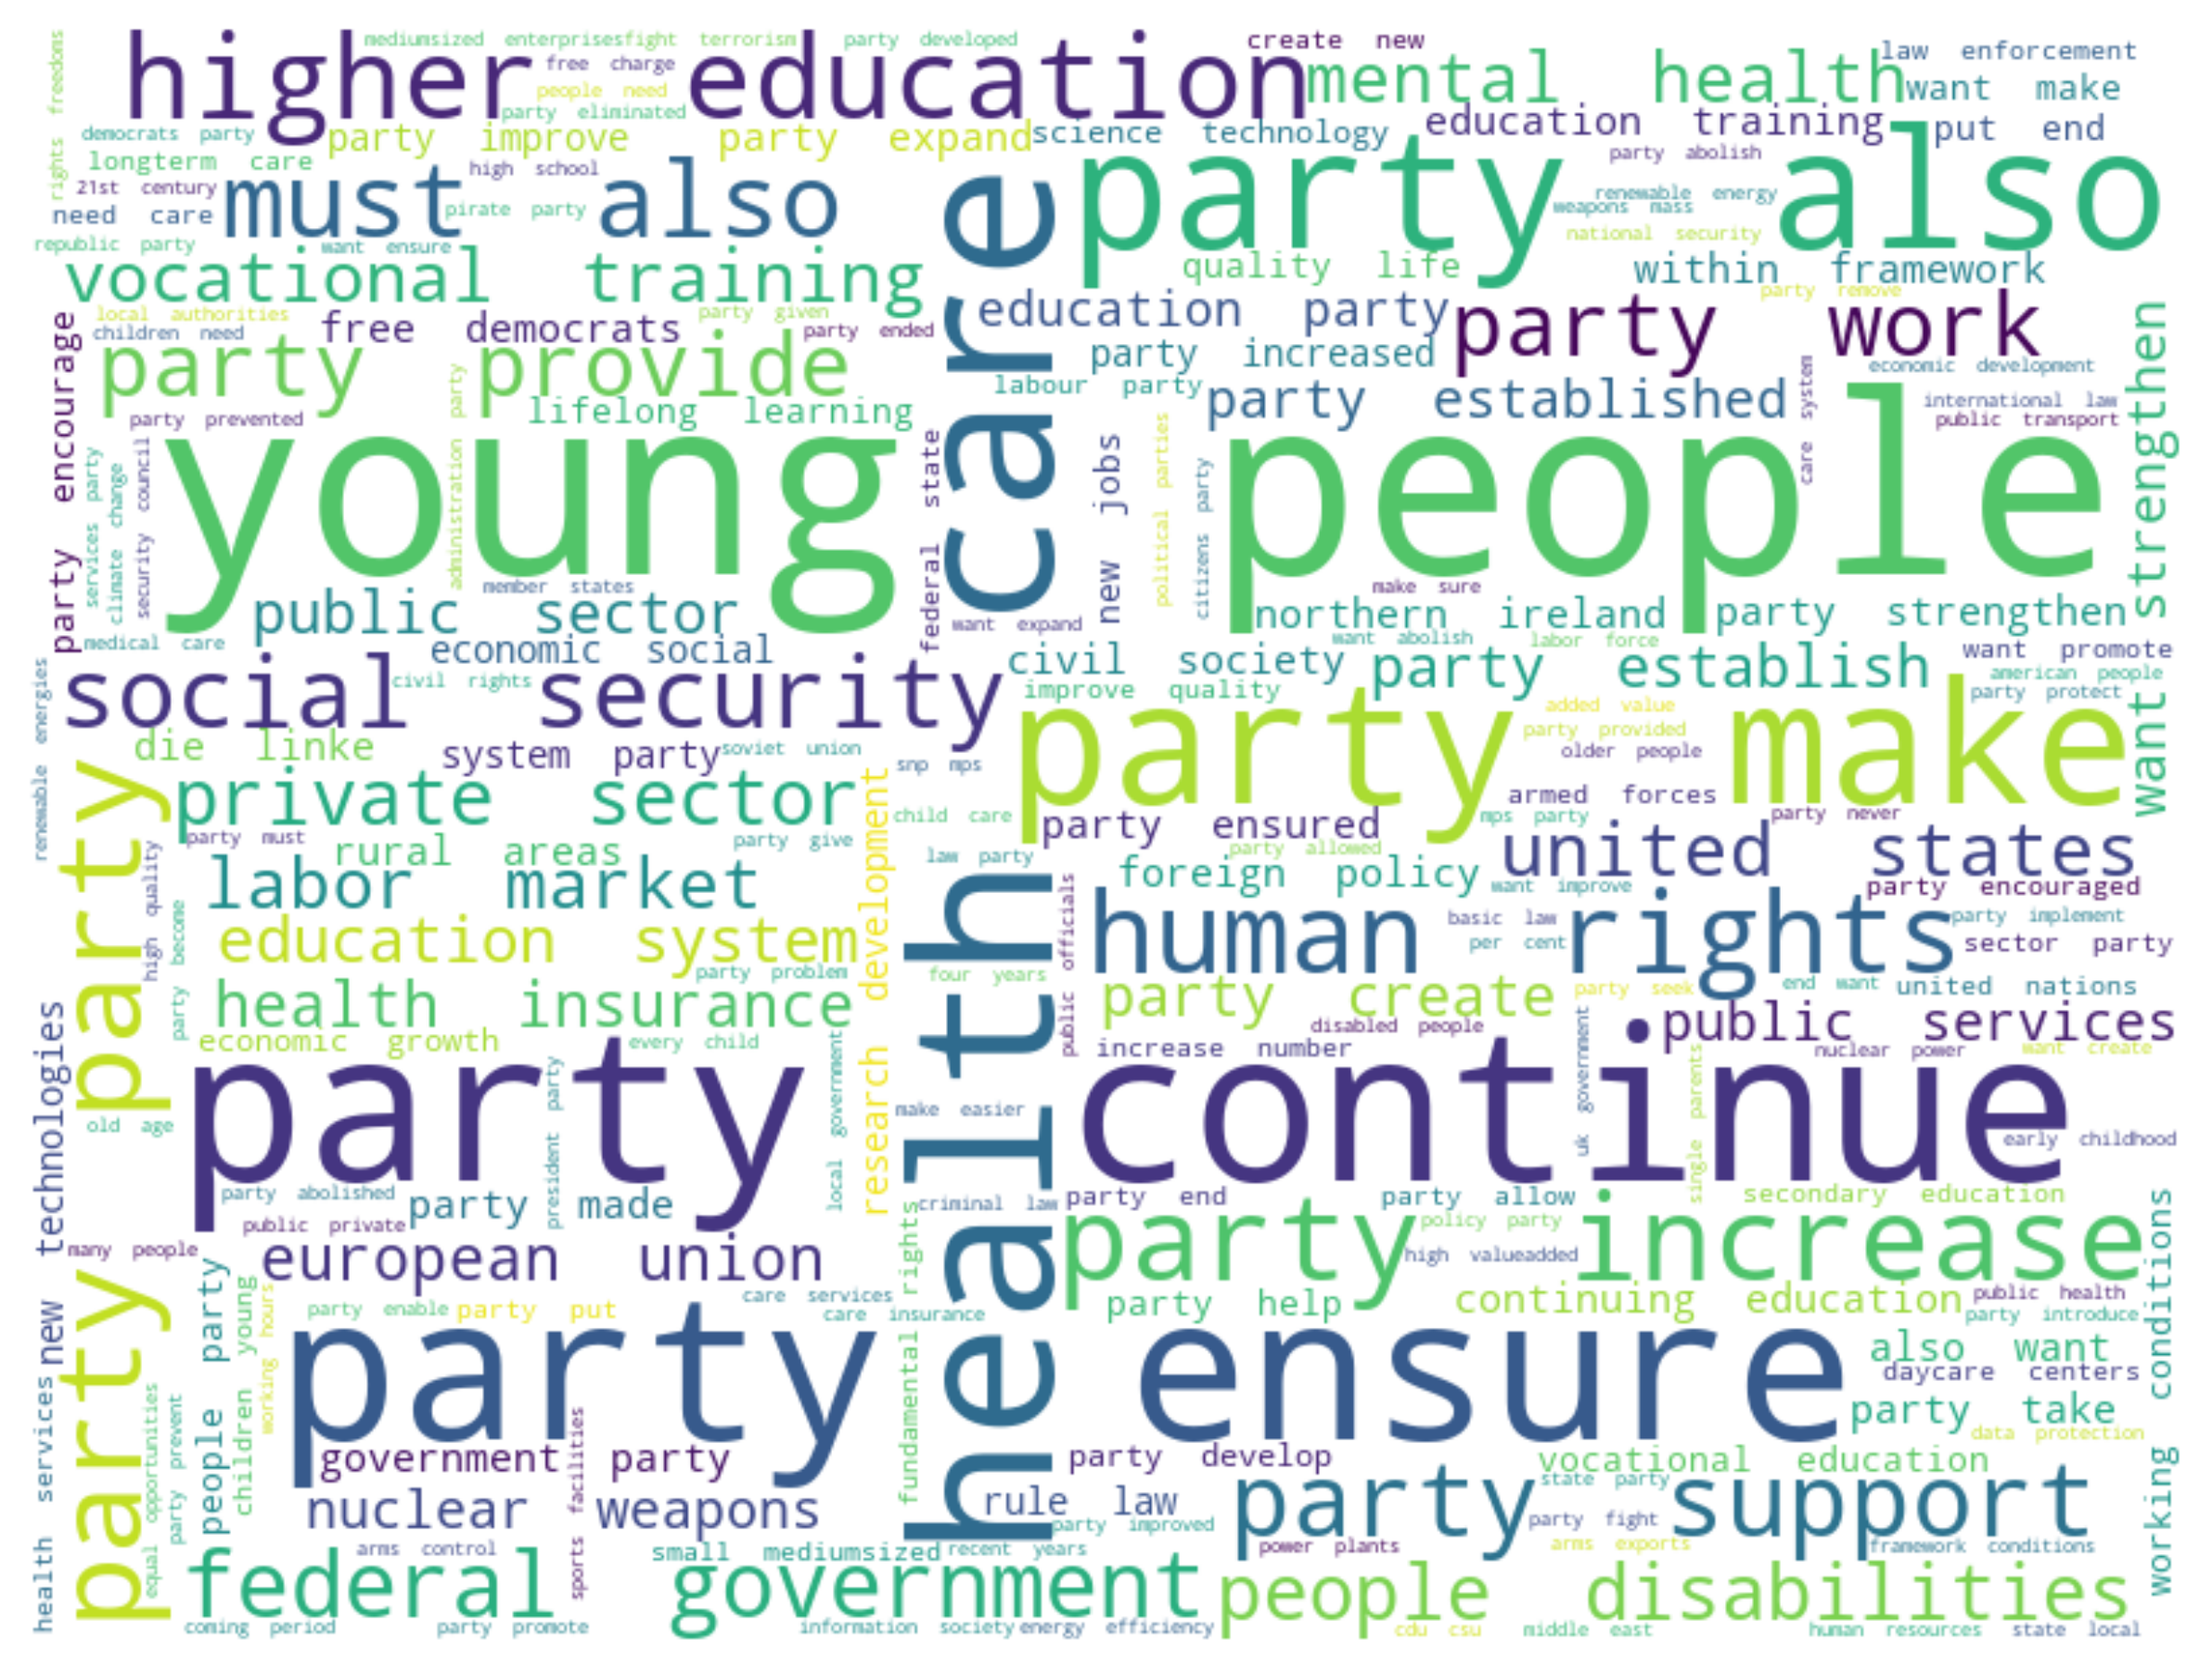 mediumsized enterprises
fight terrorism
party developed
create new
higher education
mental health
law enforcement
rights freedoms
free charge
people need
want make
party eliminated
democrats party
party improve
party expand
science technology
education training
put end
longterm care
high school
party abolish
party also
21st century
must also
renewable energy
need care
pirate party
weapons mass
republic party
want ensure
national security
vocational training
quality life
within framework
party remove
local authorities
party given
education party
party work
children need
free democrats
party ended
party encourage
party provide
party increased
want strengthen
labour party
care system
economic development
administration party
lifelong learning
party established
international law
party prevented
public transport
young people
health care
federal state
new jobs
political parties
citizens party
services party
climate change
security council
member states
make sure
public sector
northern ireland
party strengthen
want expand
medical care
economic social
want abolish
labor force
civil society
party establish
want promote
renewable energies
social security
civil rights
improve quality
american people
party protect
party make
added value
die linke
system party
soviet union
party provided
older people
snp mps
private sector
research development
armed forces
child care
mps party
party never
party must
party give
party ensured
rural areas
law party
party allowed
united states
high quality
labor market
foreign policy
want improve
party encouraged
public officials
human rights
basic law
party implement
party become
education system
per cent
sector party
party problem
four years
health insurance
party create
party seek
end want
united nations
new technologies
disabled people
public services
economic growth
every child
increase number
uk government
nuclear power
want create
party continue
president party
local government
single parents
make easier
old age
early childhood
party abolished
party made
criminal law
party end
party allow
secondary education
public private
fundamental rights
party increase
policy party
working conditions
many people
european union
high valueadded
people party
children young
working hours
care services
party help
continuing education
public health
party enable
party put
care insurance
party introduce
party ensure
also want
daycare centers
health services
equal opportunities
party prevent
party take
sports facilities
data protection
government party
party develop
vocational education
nuclear weapons
rule law
party support
state party
party improved
party fight
arms control
small mediumsized
recent years
power plants
arms exports
framework conditions
federal government
people disabilities
coming period
party promote
information society
energy efficiency
cdu csu
middle east
human resources
state local